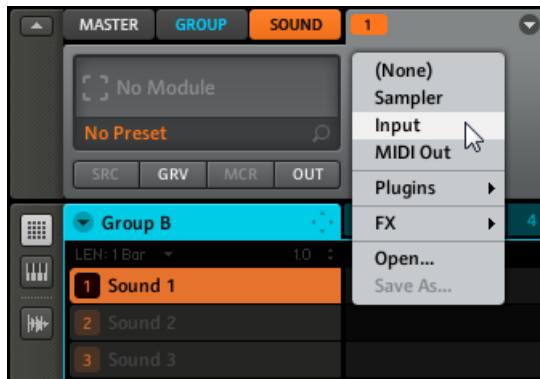 MASTER GROUP SOUND 1
No Module
No Preset
SRC GRV MCR OUT
(None)
Sampler
Input
MIDI Out
Plugins
FX
Open...
Save As...
Group B
4
LEN: 1 Bar 1.0
1 Sound 1
2 Sound 2
3 Sound 3